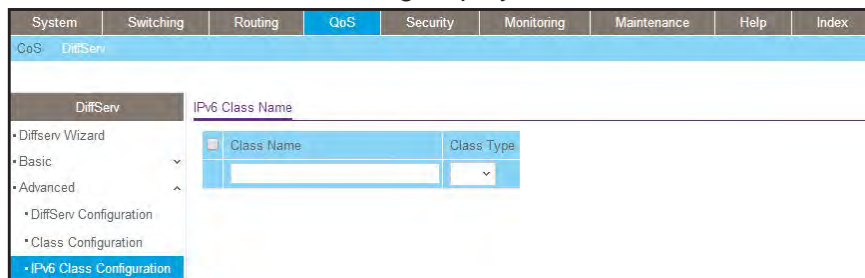 System Switching Routing QoS Security Monitoring Maintenance Help Index
CoS DiffServ
DiffServ
IPv6 Class Name
Diffserv Wizard
Basic
Advanced
DiffServ Configuration
Class Configuration
IPv6 Class Configuration
Class Name Class Type